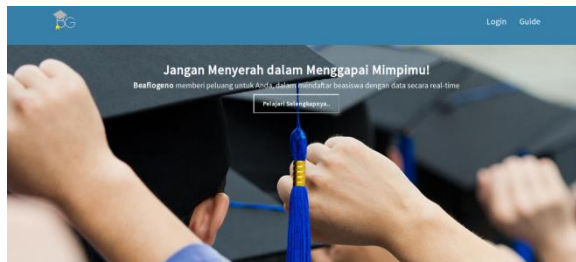 BG
Login Guide
Jangan Menyerah dalam Menggapai Mimpimu!
Beafiogeno memberi peluang untuk Anda, dalam mendaftar beasiswa dengan data secara real-time
Pelajari Selengkapnya..